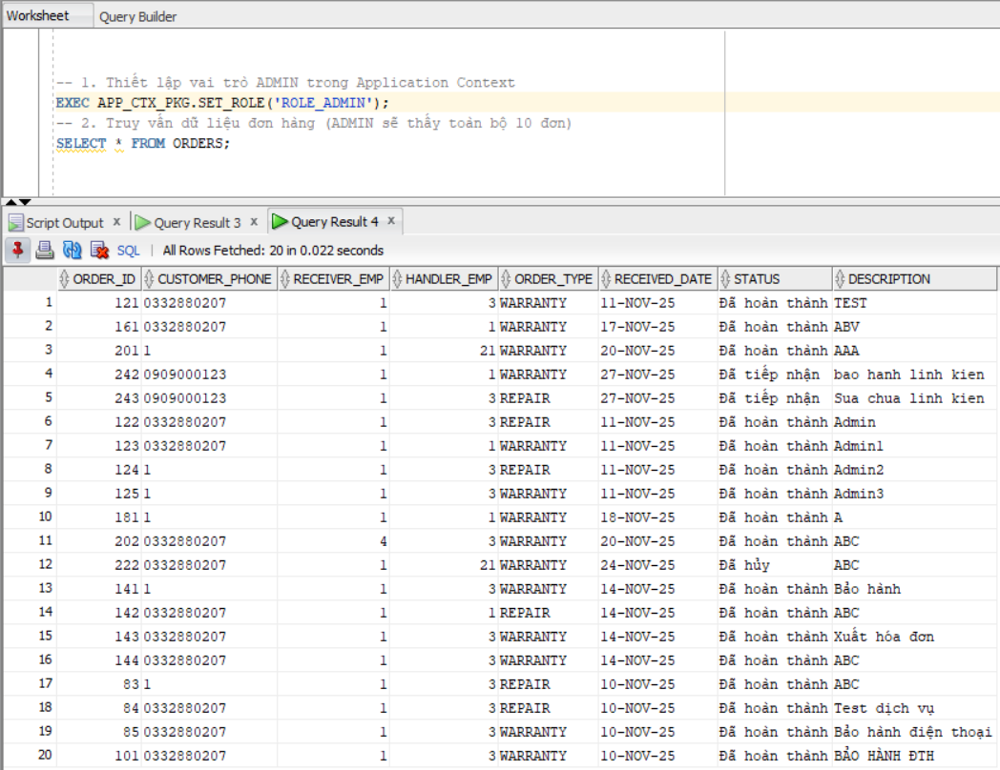 Worksheet Query Builder
-- 1. Thiết lập vai trò ADMIN trong Application Context
EXEC APP_CTX_PKG.SET_ROLE('ROLE_ADMIN');
-- 2. Truy vấn dữ liệu đơn hàng (ADMIN sẽ thấy toàn bộ 10 đơn)
SELECT * FROM ORDERS;
Script Output x Query Result 3 x Query Result 4 x
SQL | All Rows Fetched: 20 in 0.022 seconds
ORDER_ID CUSTOMER_PHONE RECEIVER_EMP HANDLER_EMP ORDER_TYPE RECEIVED_DATE STATUS DESCRIPTION
1 121 0332880207 1 3 WARRANTY 11-NOV-25 Đã hoàn thành TEST
2 161 0332880207 1 1 WARRANTY 17-NOV-25 Đã hoàn thành ABV
3 201 1 1 21 WARRANTY 20-NOV-25 Đã hoàn thành AAA
4 242 0909000123 1 1 WARRANTY 27-NOV-25 Đã tiếp nhận bao hanh linh kien
5 243 0909000123 1 3 REPAIR 27-NOV-25 Đã tiếp nhận Sua chua linh kien
6 122 0332880207 1 3 REPAIR 11-NOV-25 Đã hoàn thành Admin
7 123 0332880207 1 1 WARRANTY 11-NOV-25 Đã hoàn thành Admin1
8 124 1 1 3 REPAIR 11-NOV-25 Đã hoàn thành Admin2
9 125 1 1 3 WARRANTY 11-NOV-25 Đã hoàn thành Admin3
10 181 1 1 1 WARRANTY 18-NOV-25 Đã hoàn thành A
11 202 0332880207 4 3 WARRANTY 20-NOV-25 Đã hoàn thành ABC
12 222 0332880207 1 21 WARRANTY 24-NOV-25 Đã hủy ABC
13 141 1 1 3 WARRANTY 14-NOV-25 Đã hoàn thành Bảo hành
14 142 0332880207 1 1 REPAIR 14-NOV-25 Đã hoàn thành ABC
15 143 0332880207 1 3 WARRANTY 14-NOV-25 Đã hoàn thành Xuất hóa đơn
16 144 0332880207 1 3 WARRANTY 14-NOV-25 Đã hoàn thành ABC
17 83 1 1 3 REPAIR 10-NOV-25 Đã hoàn thành ABC
18 84 0332880207 1 3 REPAIR 10-NOV-25 Đã hoàn thành Test dịch vụ
19 85 0332880207 1 3 WARRANTY 10-NOV-25 Đã hoàn thành Bảo hành điện thoại
20 101 0332880207 1 3 WARRANTY 10-NOV-25 Đã hoàn thành BẢO HÀNH ĐTH